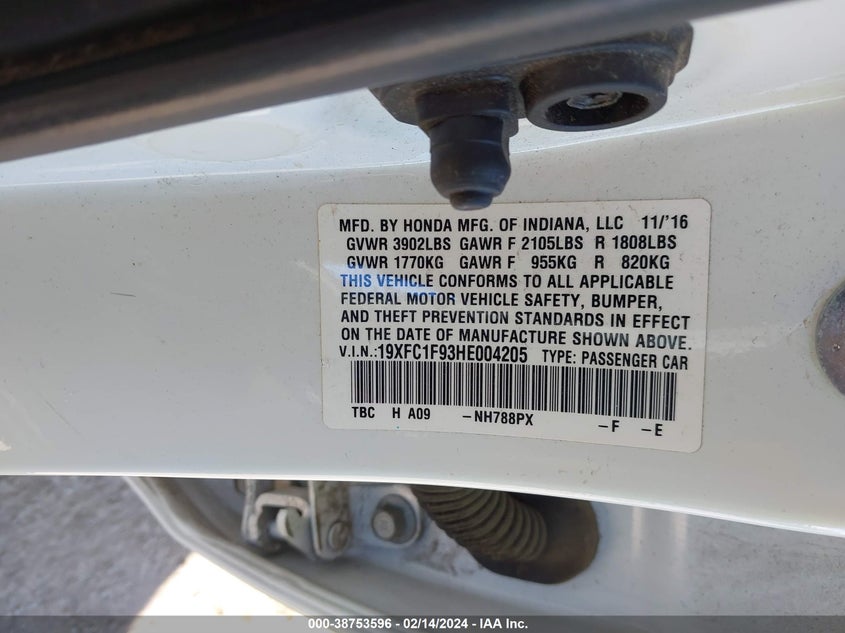 MFD. BY HONDA MFG. OF INDIANA, LLC 11/'16
GVWR 3902LBS GAWR F 2105LBS R 1808LBS
GVWR 1770KG GAWR F 955KG R 820KG
THIS VEHICLE CONFORMS TO ALL APPLICABLE
FEDERAL MOTOR VEHICLE SAFETY, BUMPER,
AND THEFT PREVENTION STANDARDS IN EFFECT
ON THE DATE OF MANUFACTURE SHOWN ABOVE.
V.I.N.:19XFC1F93HE004205 TYPE: PASSENGER CAR
TBC H A09 –NH788PX –F –E
000-38753596 - 02/14/2024 - IAA Inc.